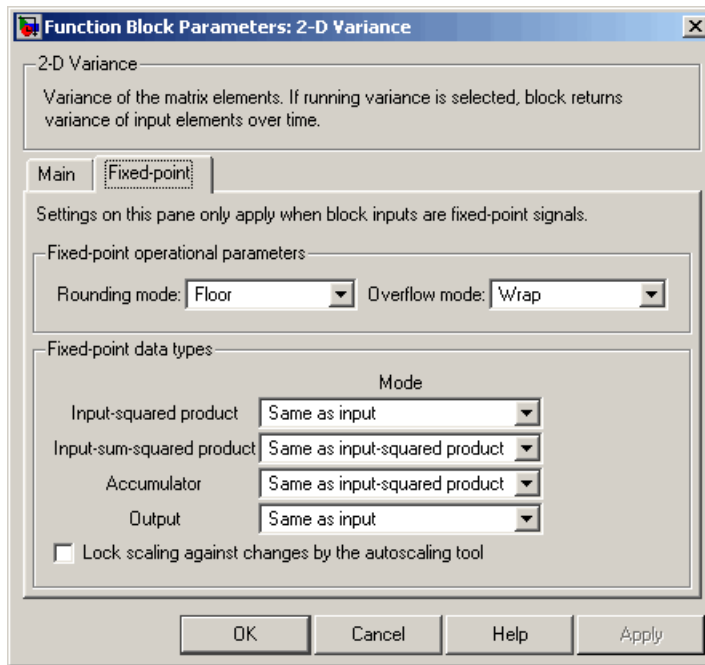 Function Block Parameters: 2-D Variance
2-D Variance
Variance of the matrix elements. If running variance is selected, block returns
variance of input elements over time.
Main Fixed-point
Settings on this pane only apply when block inputs are fixed-point signals.
Fixed-point operational parameters
Rounding mode: Floor Overflow mode: Wrap
Fixed-point data types
Mode
Input-squared product Same as input
Input-sum-squared product Same as input-squared product
Accumulator Same as input-squared product
Output Same as input
Lock scaling against changes by the autoscaling tool
OK Cancel Help Apply